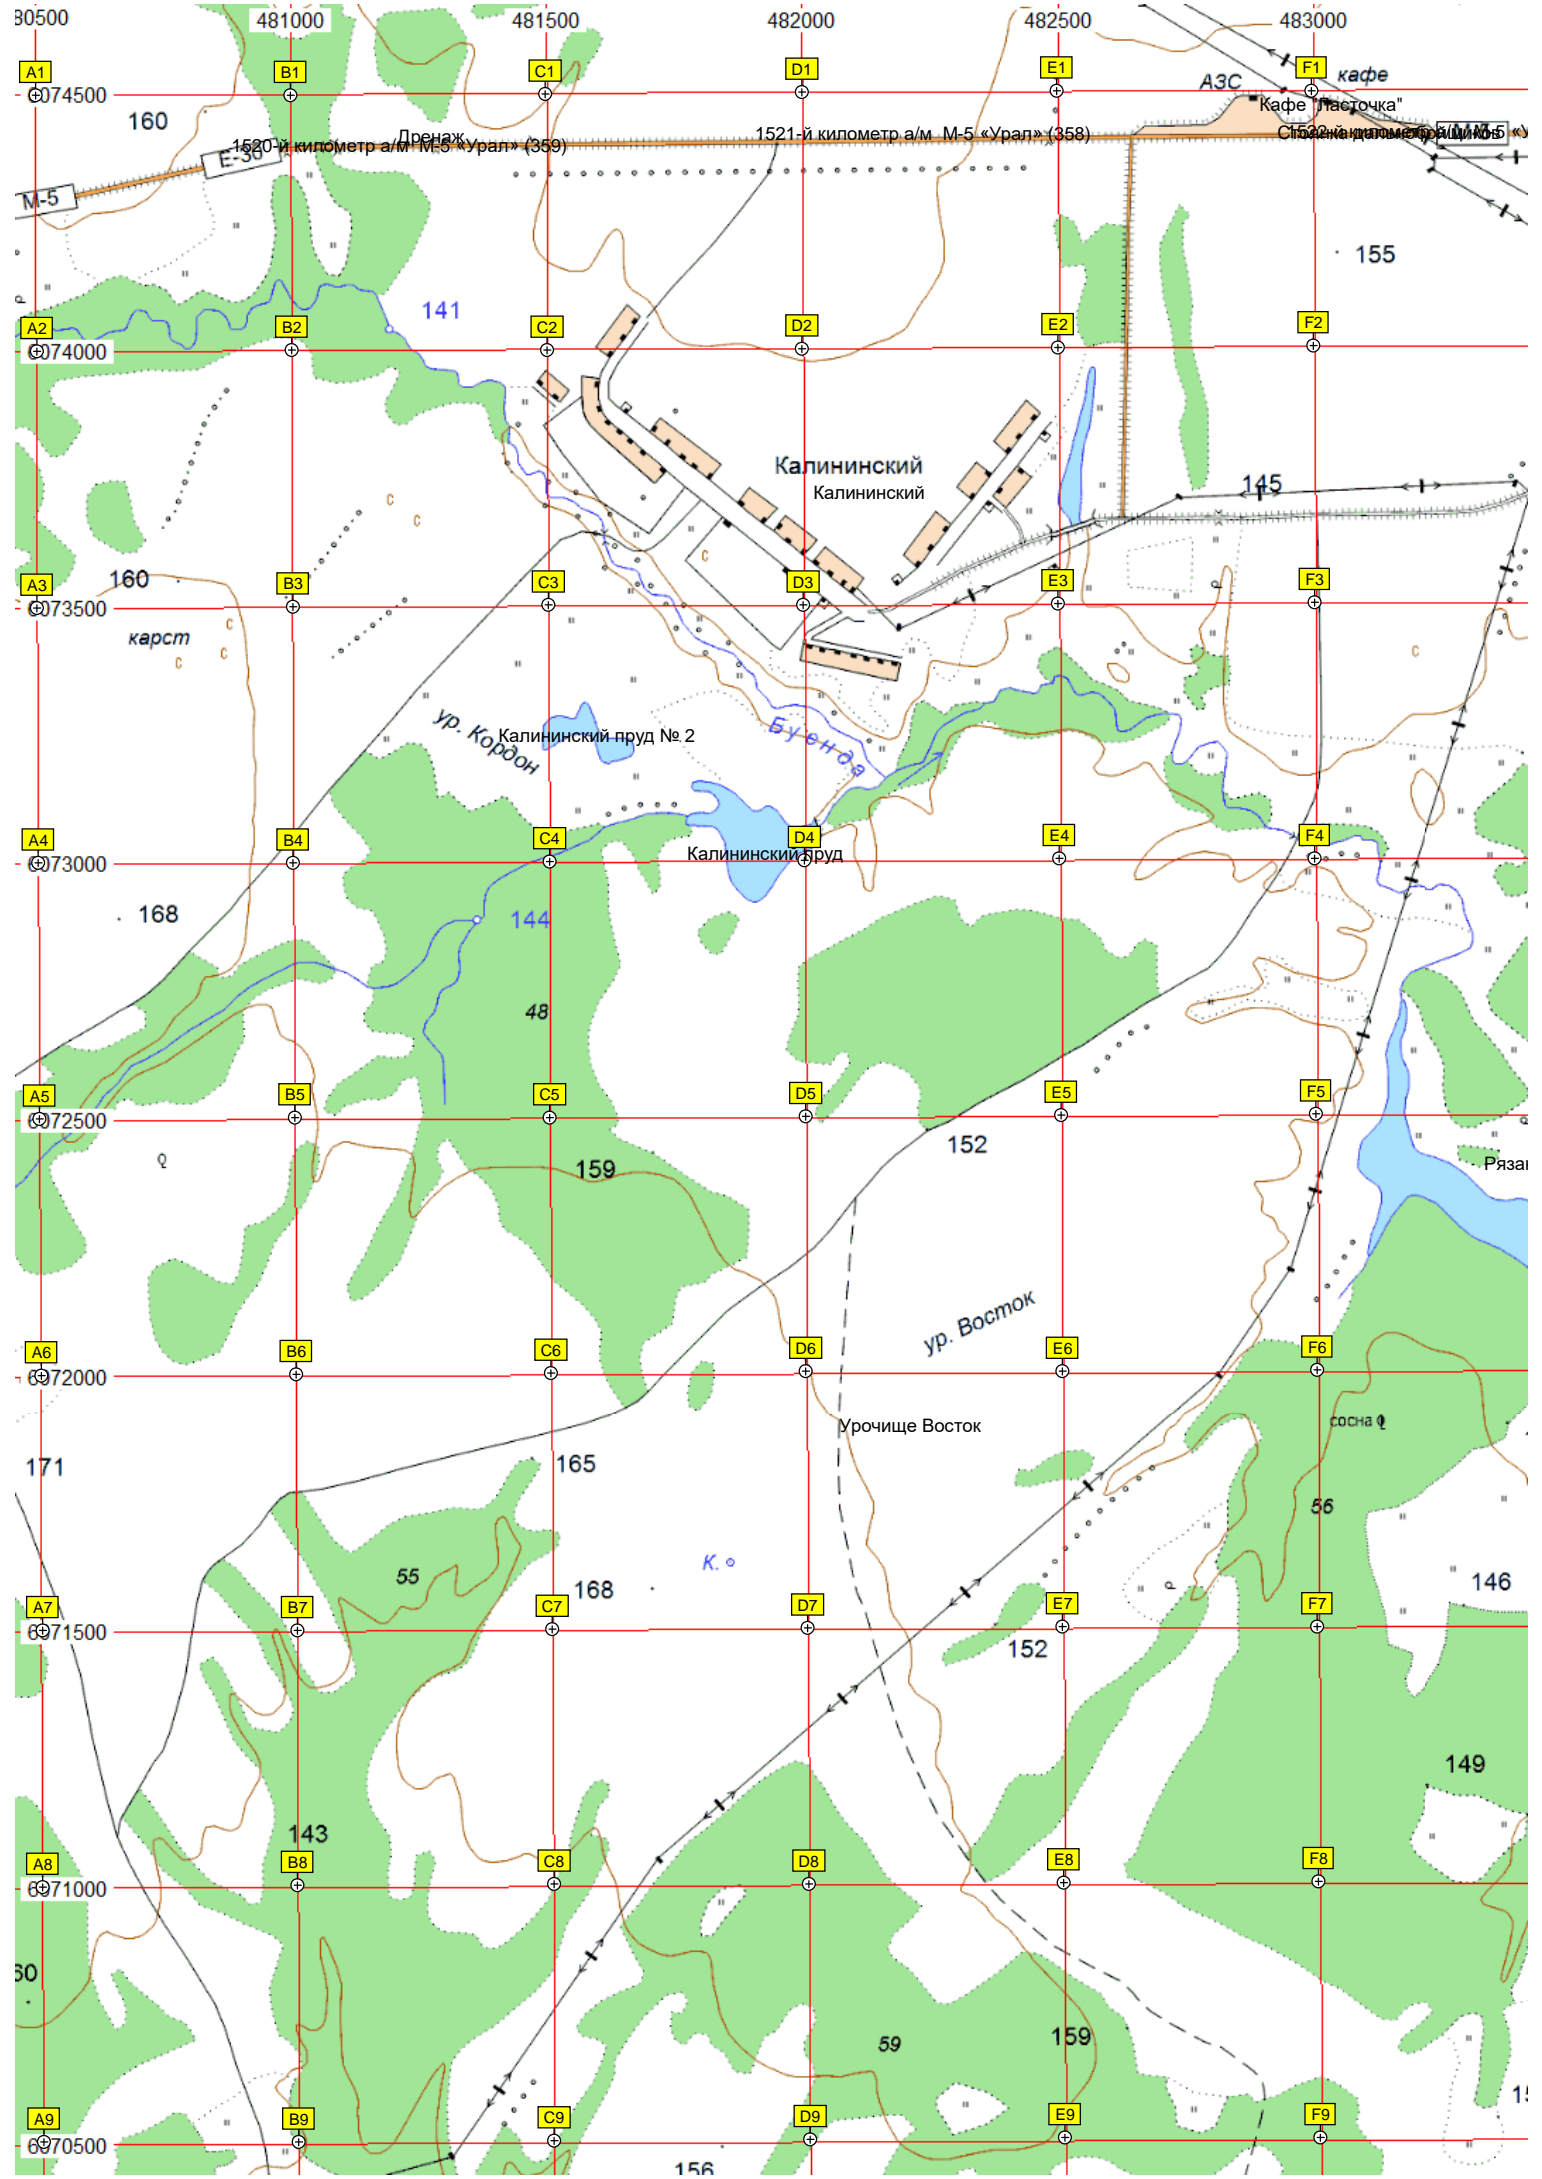 80500 481000 481500 482000 482500 483000
A1 B1 C1 D1 E1 F1
АЗС кафе
6074500
Кафе "Ласточка"
160
Дренаж
1520-й километр а/м М-5 «Урал» (359)
1521-й километр а/м М-5 «Урал» (358)
E-30
М-5
155
141
A2 B2 C2 D2 E2 F2
6074000
Калининский
Калининский
145
с
с
с
A3 B3 C3 D3 E3 F3
160
6073500
карст
с
с
с
с
ур. Кордон
Калининский пруд № 2
Буенда
A4 B4 C4 D4 E4 F4
6073000
Калининский пруд
168
144
48
A5 B5 C5 D5 E5 F5
6072500
152
159
Ряза
ур. Восток
A6 B6 C6 D6 E6 F6
6072000
Урочище Восток
сосна
171
165
56
К.
55
168
146
A7 B7 C7 D7 E7 F7
6071500
152
149
143
A8 B8 C8 D8 E8 F8
6071000
60
59
159
A9 B9 C9 D9 E9 F9
6070500
156